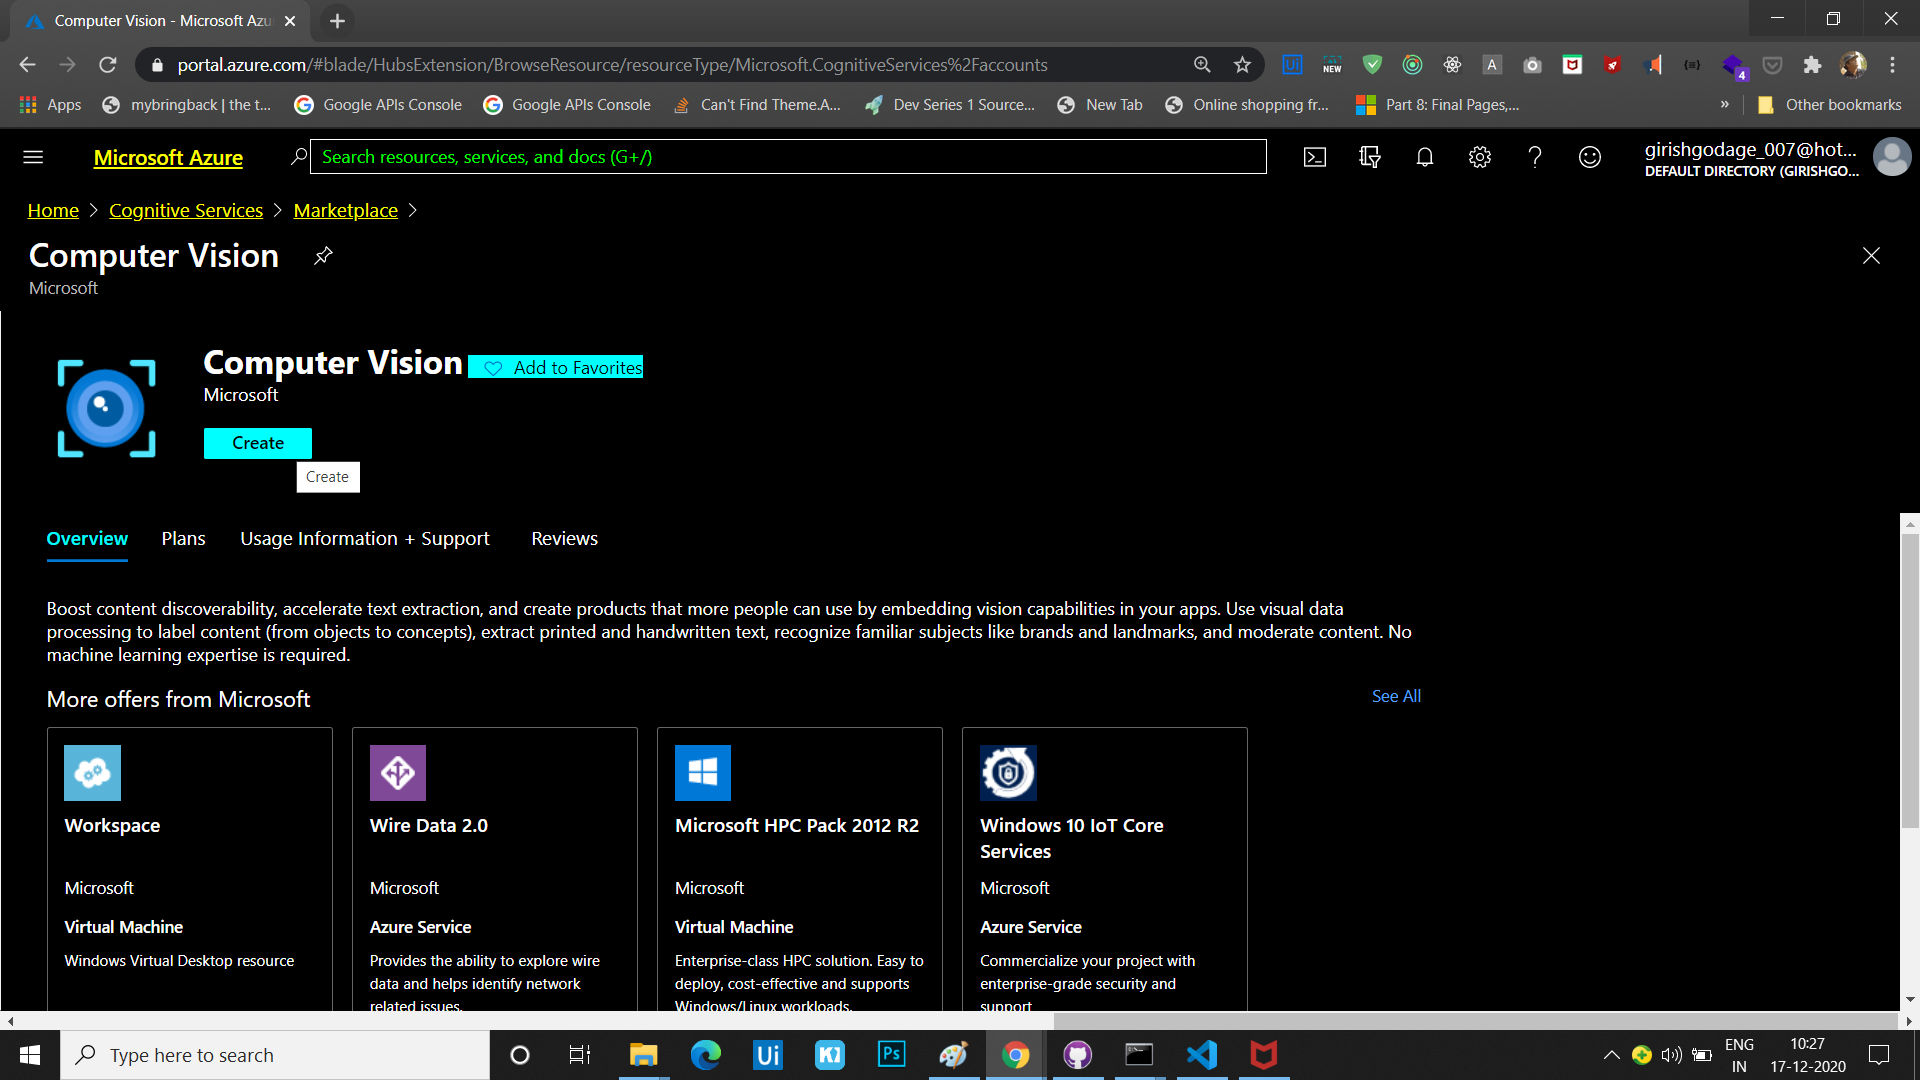 Computer Vision - Microsoft Azu
portal.azure.com/#blade/HubsExtension/BrowseResource/resourceType/Microsoft.CognitiveServices%2Faccounts
Ui
NEW
A
4
Apps
mybringback | the t...
Google APIs Console
Google APIs Console
Can't Find Theme.A...
Dev Series 1 Source...
New Tab
Online shopping fr...
Part 8: Final Pages,...
»
Other bookmarks
Microsoft Azure
Search resources, services, and docs (G+/)
girishgodage_007@hot...
DEFAULT DIRECTORY (GIRISHGO...
Home > Cognitive Services > Marketplace >
Computer Vision
Microsoft
Computer Vision
Add to Favorites
Microsoft
Create
Create
Overview
Plans
Usage Information + Support
Reviews
Boost content discoverability, accelerate text extraction, and create products that more people can use by embedding vision capabilities in your apps. Use visual data
processing to label content (from objects to concepts), extract printed and handwritten text, recognize familiar subjects like brands and landmarks, and moderate content. No
machine learning expertise is required.
More offers from Microsoft
See All
Workspace
Microsoft
Virtual Machine
Windows Virtual Desktop resource
Wire Data 2.0
Microsoft
Azure Service
Provides the ability to explore wire
data and helps identify network
related issues.
Microsoft HPC Pack 2012 R2
Microsoft
Virtual Machine
Enterprise-class HPC solution. Easy to
deploy, cost-effective and supports
Windows/Linux workloads.
Windows 10 IoT Core
Services
Microsoft
Azure Service
Commercialize your project with
enterprise-grade security and
support
Type here to search
Ui
Ps
ENG
IN
10:27
17-12-2020